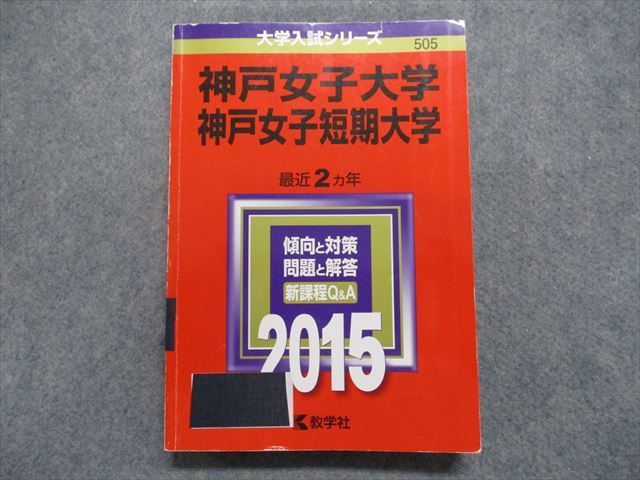 大学入試シリーズ
505
神戸女子大学
神戸女子短期大学
最近2カ年
傾向と対策
問題と解答
新課程Q&A
2015
教学社